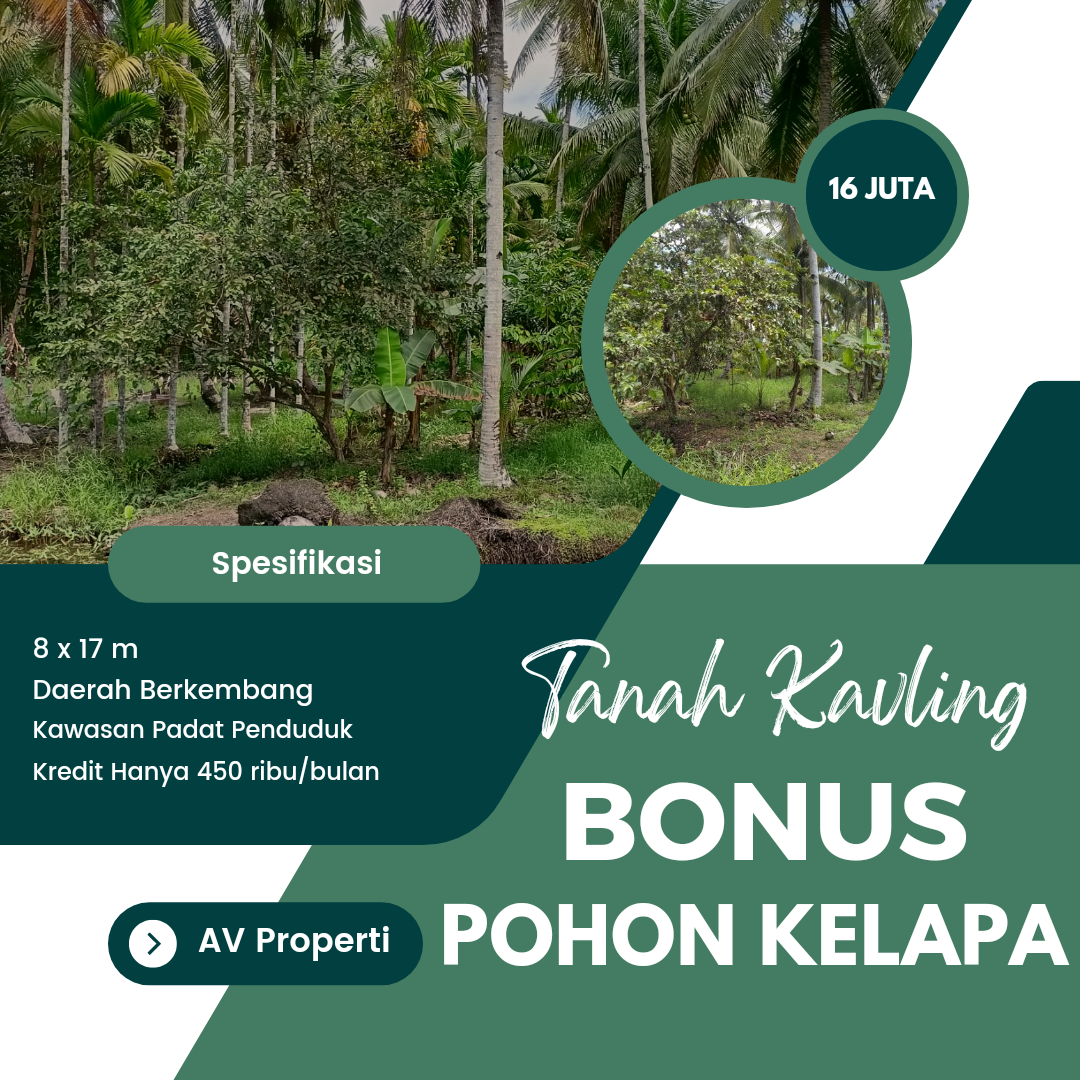 16 JUTA
Spesifikasi
8 x 17 m
Daerah Berkembang
Kawasan Padat Penduduk
Kredit Hanya 450 ribu/bulan
Tanah Kavling
BONUS
POHON KELAPA
AV Properti